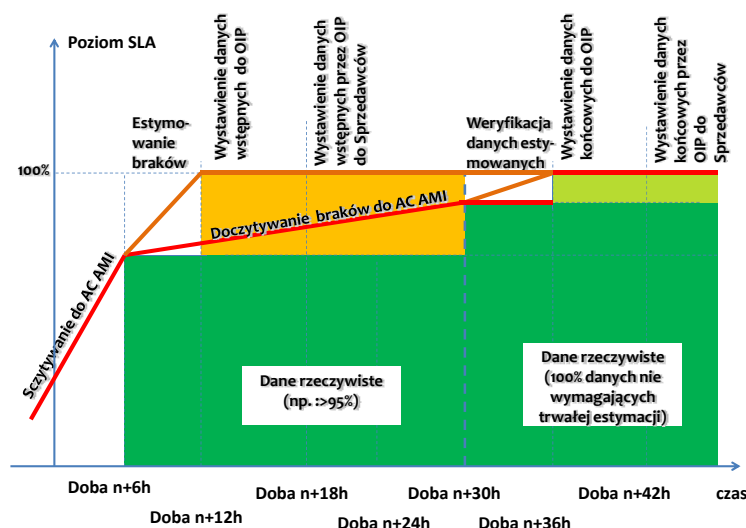 Poziom SLA
Estymo-
wanie
braków
Wystawienie danych
wstępnych do OIP
Wystawienie danych
wstępnych przez OIP
do Sprzedawców
Weryfikacja
danych esty-
mowanych
Wystawienie danych
końcowych do OIP
Wystawienie danych
końcowych przez
OIP do
Sprzedawców
100%
Sczytywanie do AC AMI
Doczytywanie braków do AC AMI
Dane rzeczywiste
(np. :>95%)
Dane rzeczywiste
(100% danych nie
wymagających
trwałej estymacji)
Doba n+6h
Doba n+12h
Doba n+18h
Doba n+24h
Doba n+30h
Doba n+36h
Doba n+42h
czas